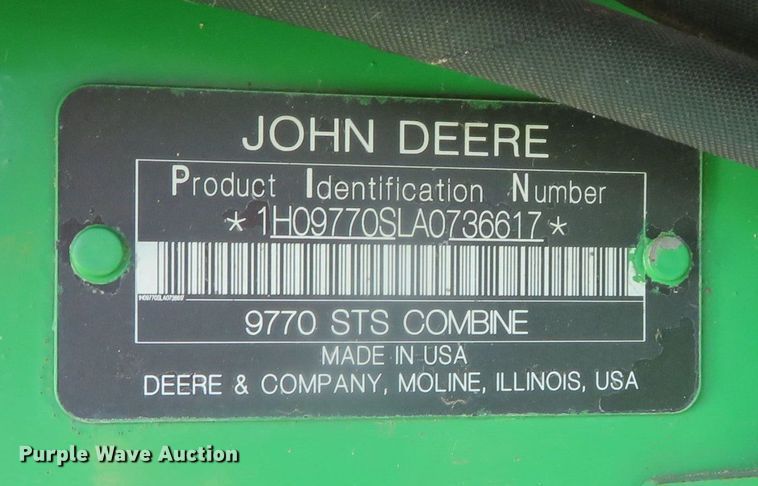 JOHN DEERE
Product Identification Number
*1H09770SLA0736617*
1H09770SLA0736617
9770 STS COMBINE
MADE IN USA
DEERE & COMPANY, MOLINE, ILLINOIS, USA
Purple Wave Auction